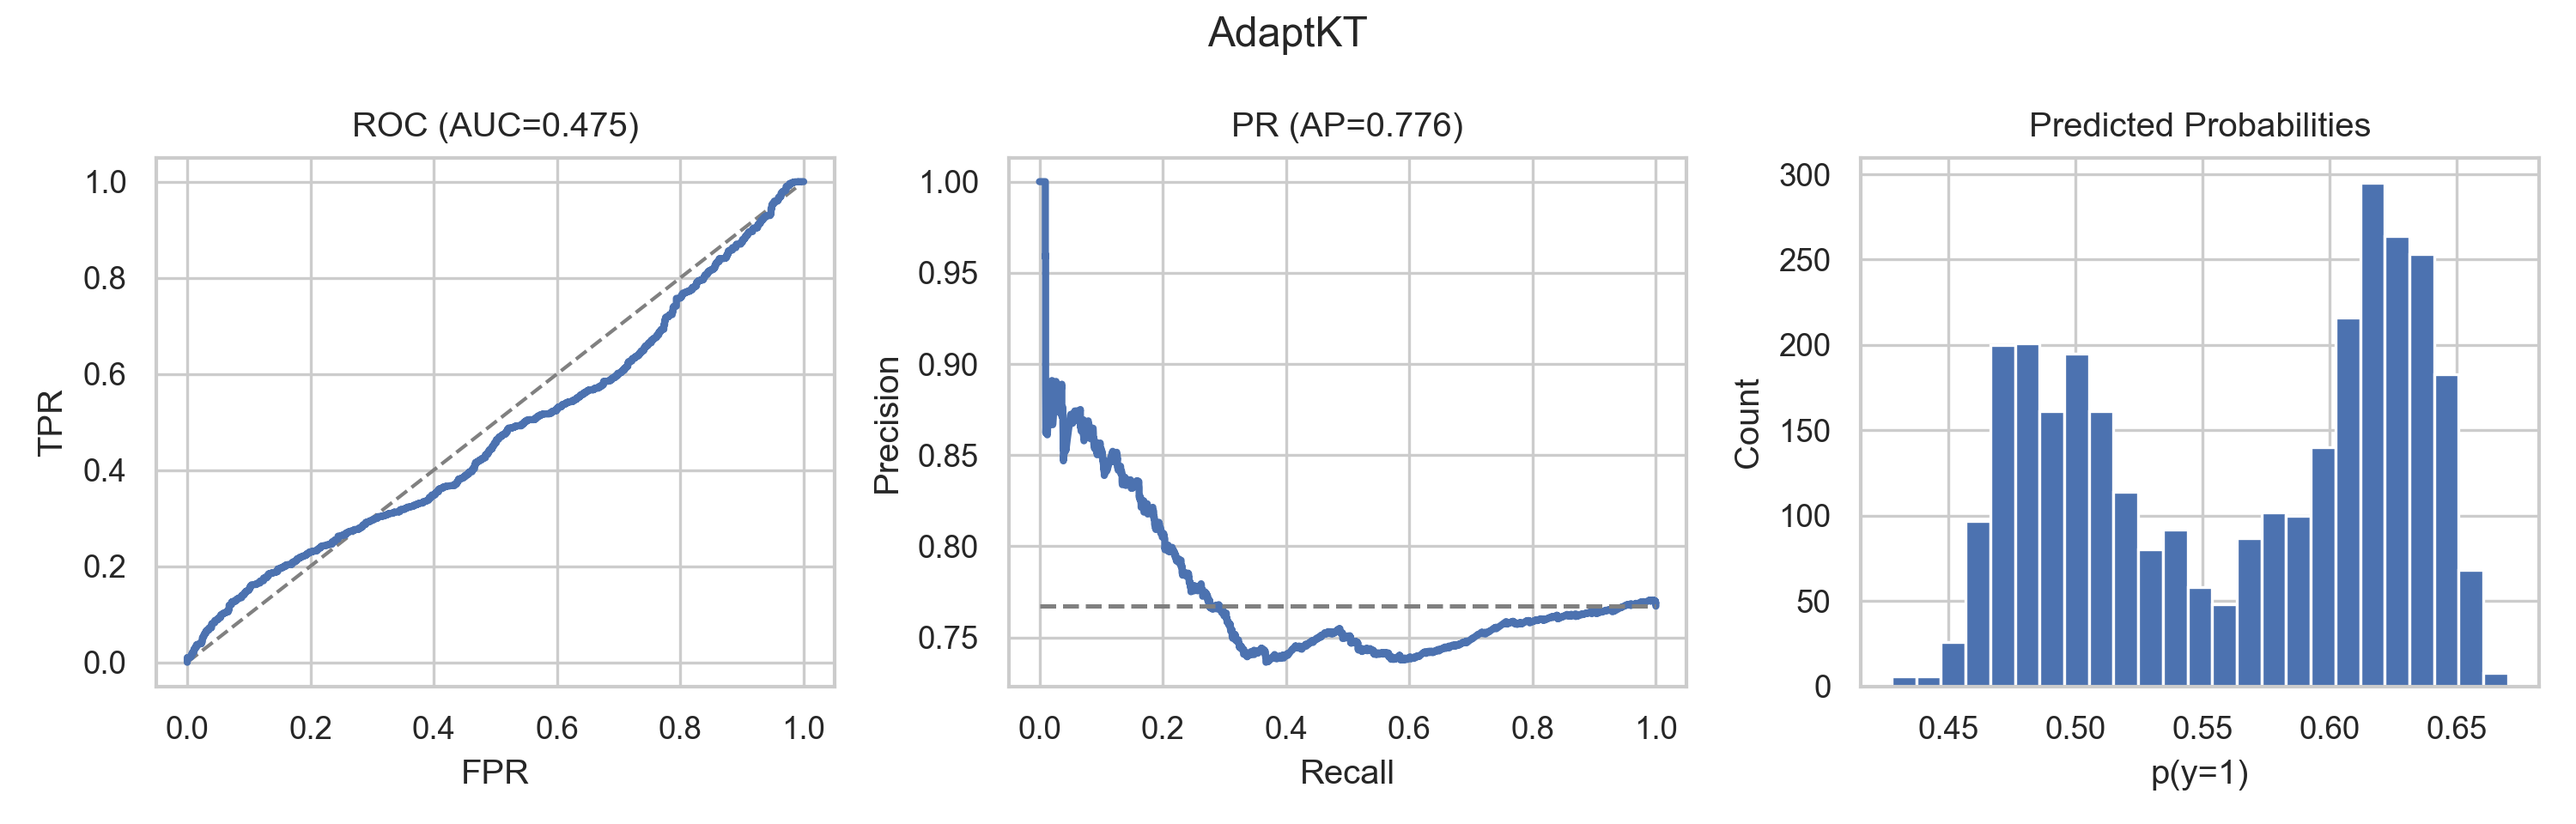 AdaptKT
ROC (AUC=0.475)
TPR
1.0
0.8
0.6
0.4
0.2
0.0
0.0 0.2 0.4 0.6 0.8 1.0
FPR
PR (AP=0.776)
Precision
1.00
0.95
0.90
0.85
0.80
0.75
0.0 0.2 0.4 0.6 0.8 1.0
Recall
Predicted Probabilities
Count
300
250
200
150
100
50
0
0.45 0.50 0.55 0.60 0.65
p(y=1)